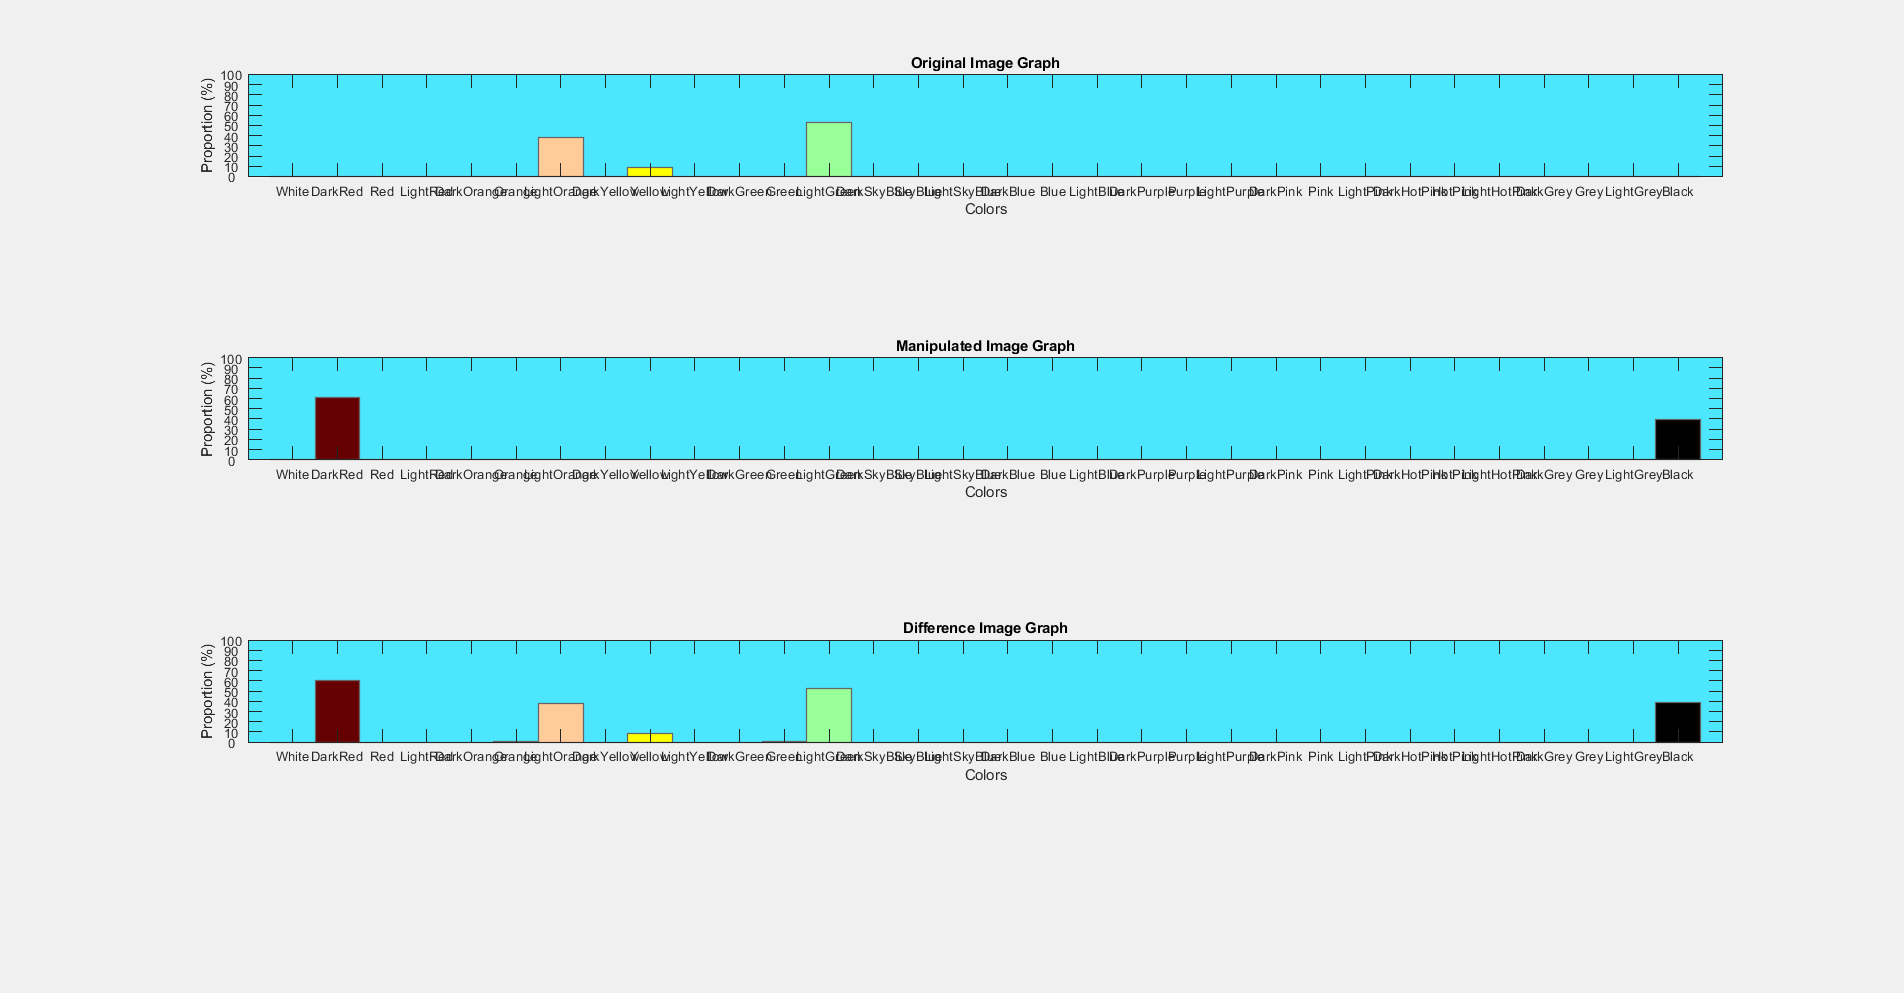 Original Image Graph
Proportion (%)
100
90
80
70
60
50
40
30
20
10
0
White DarkRed Red LightRed DarkOrange Orange LightOrange DarkYellow Yellow LightYellow DarkGreen Green LightGreen DarkSkyBlue SkyBlue LightSkyBlue DarkBlue Blue LightBlue DarkPurple Purple LightPurple DarkPink Pink LightPink DarkHotPink HotPink LightHotPink DarkGrey Grey LightGrey Black
Colors
Manipulated Image Graph
Proportion (%)
100
90
80
70
60
50
40
30
20
10
0
White DarkRed Red LightRed DarkOrange Orange LightOrange DarkYellow Yellow LightYellow DarkGreen Green LightGreen DarkSkyBlue SkyBlue LightSkyBlue DarkBlue Blue LightBlue DarkPurple Purple LightPurple DarkPink Pink LightPink DarkHotPink HotPink LightHotPink DarkGrey Grey LightGrey Black
Colors
Difference Image Graph
Proportion (%)
100
90
80
70
60
50
40
30
20
10
0
White DarkRed Red LightRed DarkOrange Orange LightOrange DarkYellow Yellow LightYellow DarkGreen Green LightGreen DarkSkyBlue SkyBlue LightSkyBlue DarkBlue Blue LightBlue DarkPurple Purple LightPurple DarkPink Pink LightPink DarkHotPink HotPink LightHotPink DarkGrey Grey LightGrey Black
Colors